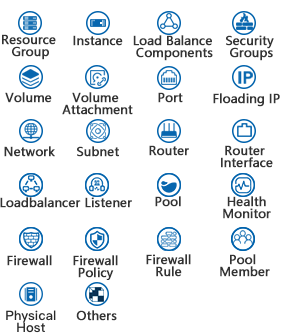 Resource Group
Instance
Load Balance Components
Security Groups
Volume
Volume Attachment
Port
IP
Floading IP
Network
Subnet
Router
Router Interface
Loadbalancer
Listener
Pool
Health Monitor
Firewall
Firewall Policy
Firewall Rule
Pool Member
Physical Host
Others